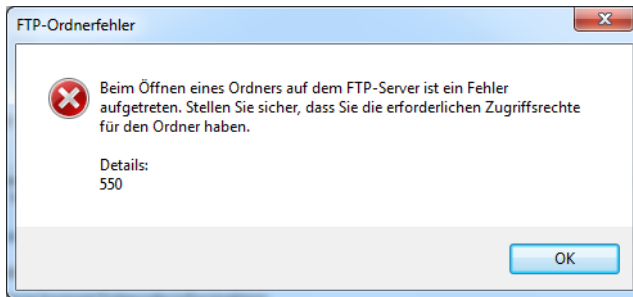 FTP-Ordnerfehler
Beim Öffnen eines Ordners auf dem FTP-Server ist ein Fehler
aufgetreten. Stellen Sie sicher, dass Sie die erforderlichen Zugriffsrechte
für den Ordner haben.
Details:
550
OK